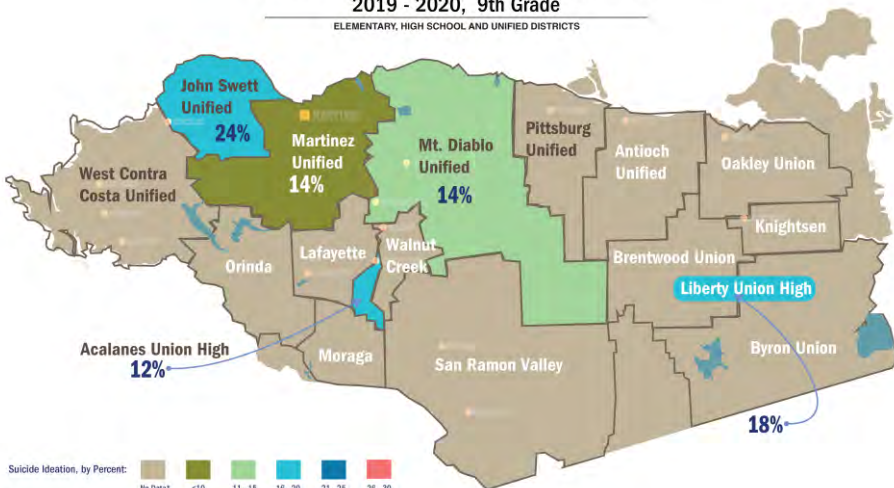 2019 - 2020, 9th Grade
ELEMENTARY, HIGH SCHOOL AND UNIFIED DISTRICTS
John Swett
Unified
24%
Martinez
Unified
14%
Mt. Diablo
Unified
14%
Pittsburg
Unified
Antioch
Unified
Oakley Union
West Contra
Costa Unified
Knightsen
Orinda
Lafayette
Walnut
Creek
Brentwood Union
Liberty Union High
Acalanes Union High
12%
Moraga
San Ramon Valley
Byron Union
18%
Suicide Ideation, by Percent: